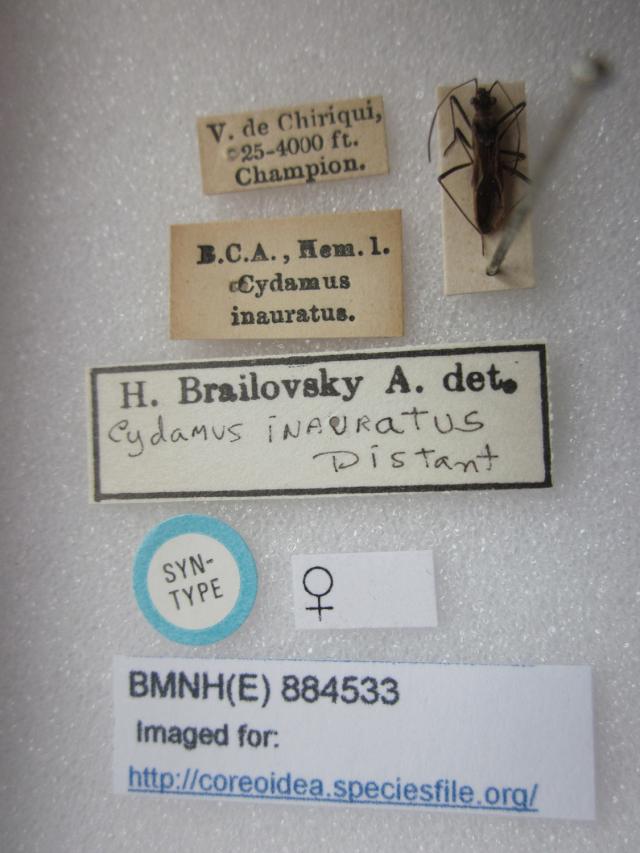 V. de Chiriqui,
25-4000 ft.
Champion.
B.C.A., Hem. 1.
Cydamus
inauratus.
H. Brailovsky A. det.
Cydamus inauratus
Distant
SYN-
TYPE
♀
BMNH(E) 884533
Imaged for:
http://coreoidea.speciesfile.org/